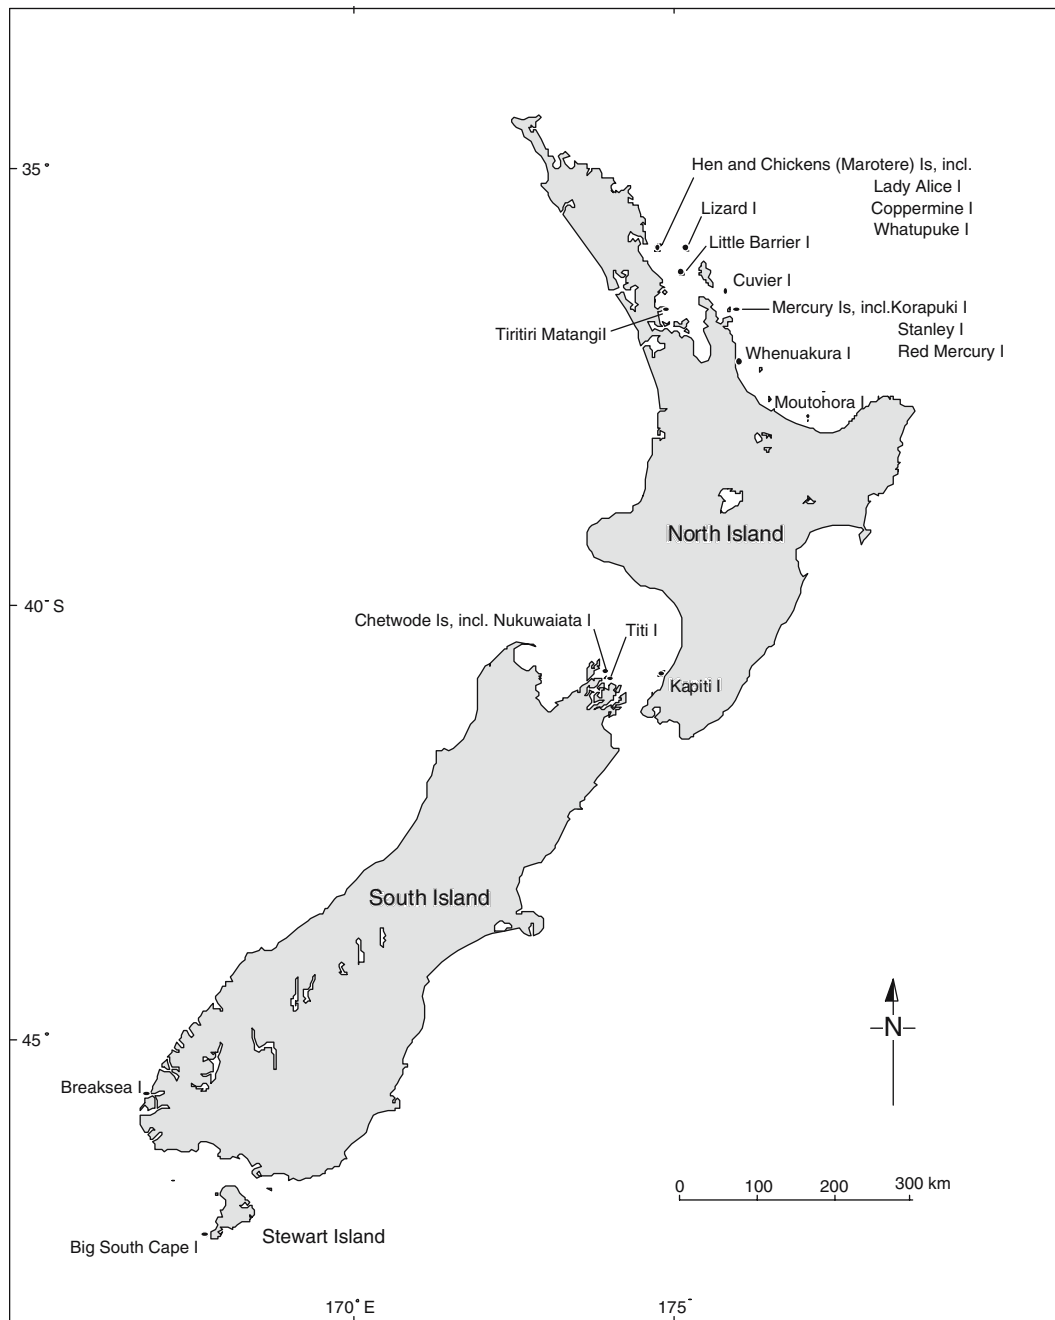 35°
Hen and Chickens (Marotere) Is, incl.
Lady Alice I
Coppermine I
Whatupuke I
Lizard I
Little Barrier I
Cuvier I
Mercury Is, incl.Korapuki I
Stanley I
Red Mercury I
Tiritiri MatangiI
Whenuakura I
Moutohora I
North Island
40° S
Chetwode Is, incl. Nukuwaiata I
Titi I
Kapiti I
South Island
N
45°
Breaksea I
0 100 200 300 km
Stewart Island
Big South Cape I
170° E 175°